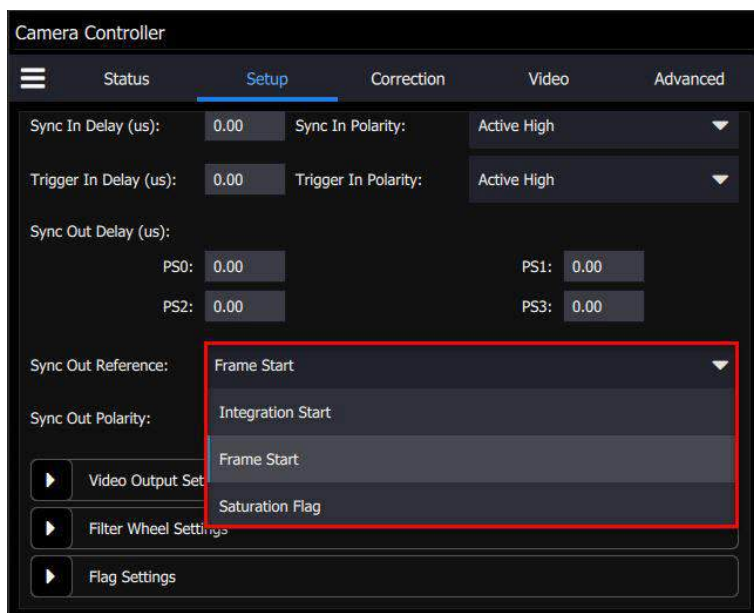 Camera Controller
Status Setup Correction Video Advanced
Sync In Delay (us): 0.00 Sync In Polarity: Active High
Trigger In Delay (us): 0.00 Trigger In Polarity: Active High
Sync Out Delay (us):
PS0: 0.00 PS1: 0.00
PS2: 0.00 PS3: 0.00
Sync Out Reference: Frame Start
Integration Start
Sync Out Polarity:
Frame Start
Video Output Set
Saturation Flag
Filter Wheel Settings
Flag Settings